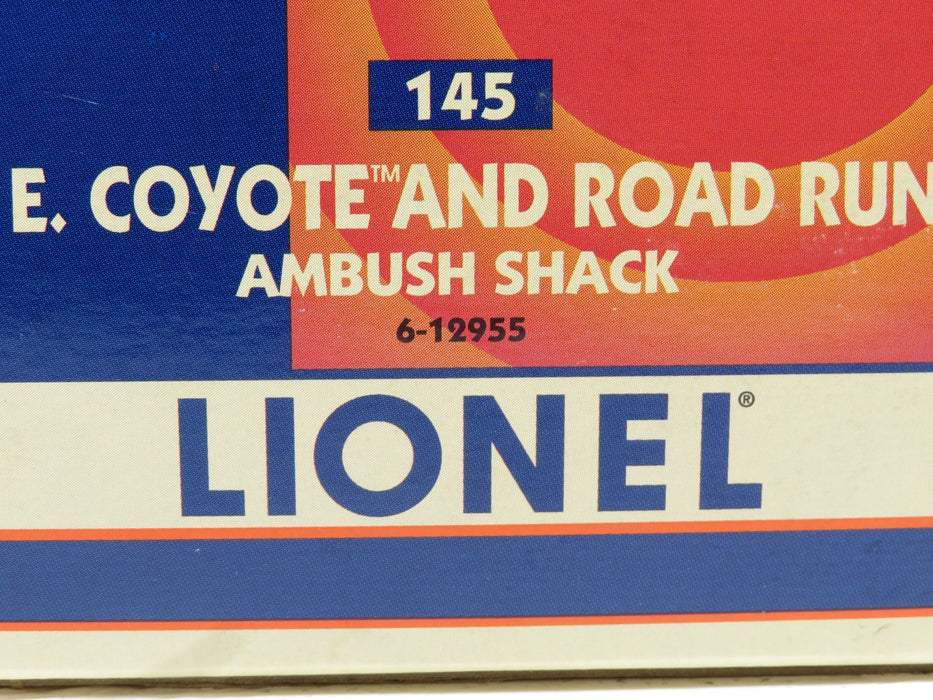 145
E. COYOTE™ AND ROAD RUN
AMBUSH SHACK
6-12955
LIONEL®